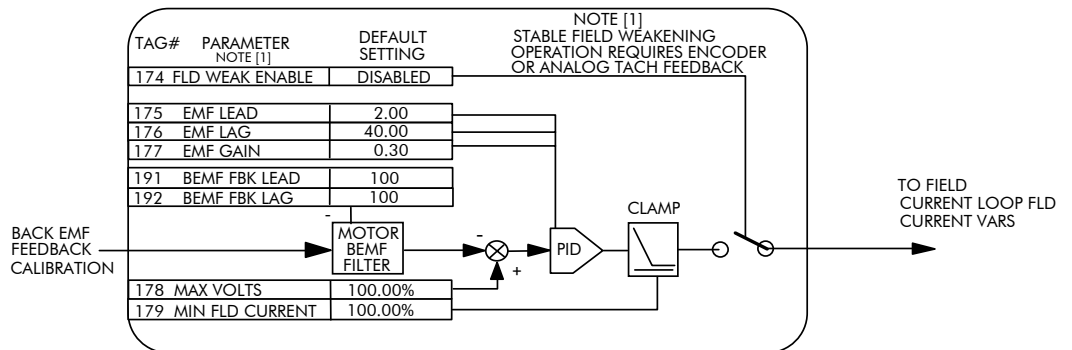 NOTE [1]
STABLE FIELD WEAKENING
OPERATION REQUIRES ENCODER
OR ANALOG TACH FEEDBACK
TAG# PARAMETER DEFAULT
NOTE [1] SETTING
174 FLD WEAK ENABLE DISABLED
175 EMF LEAD 2.00
176 EMF LAG 40.00
177 EMF GAIN 0.30
191 BEMF FBK LEAD 100
192 BEMF FBK LAG 100
BACK EMF
FEEDBACK
CALIBRATION
-
MOTOR
BEMF
FILTER
-
+
PID
CLAMP
TO FIELD
CURRENT LOOP FLD
CURRENT VARS
178 MAX VOLTS 100.00%
179 MIN FLD CURRENT 100.00%